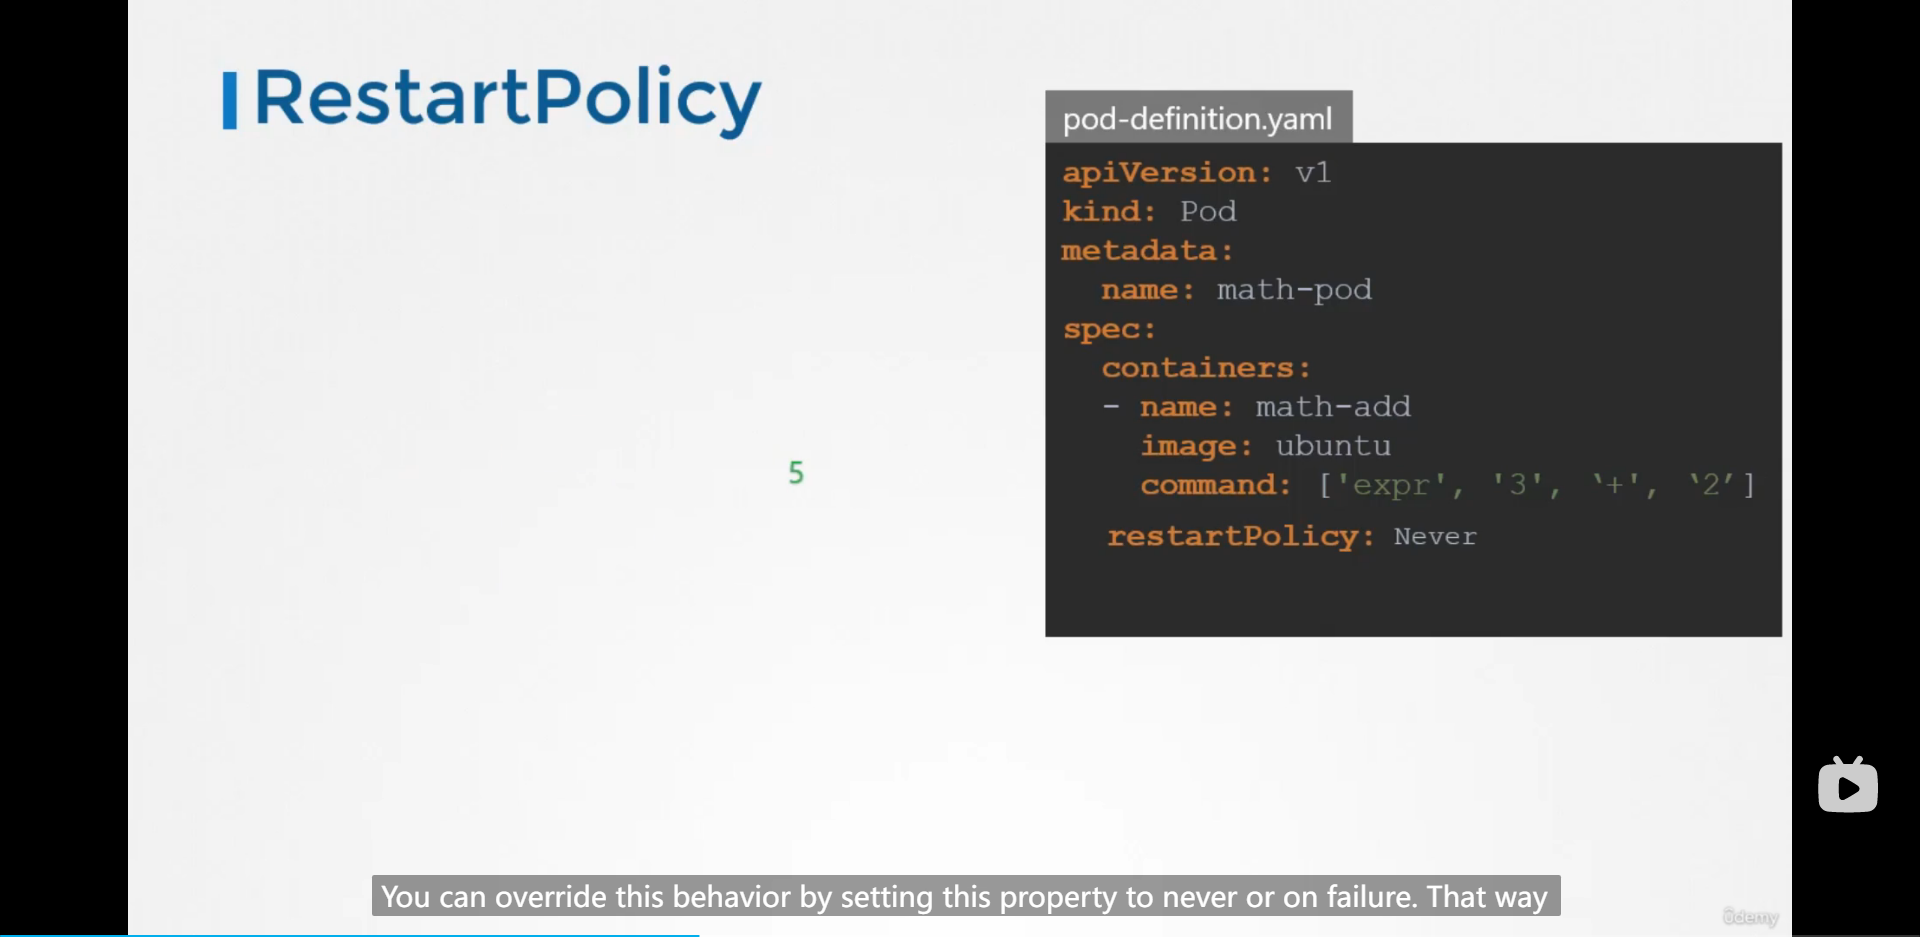 RestartPolicy
pod-definition.yaml
apiVersion: v1
kind: Pod
metadata:
  name: math-pod
spec:
  containers:
  - name: math-add
    image: ubuntu
    command: ['expr', '3', ‘+', ‘2’]
  restartPolicy: Never
5
You can override this behavior by setting this property to never or on failure. That way
ûdemy